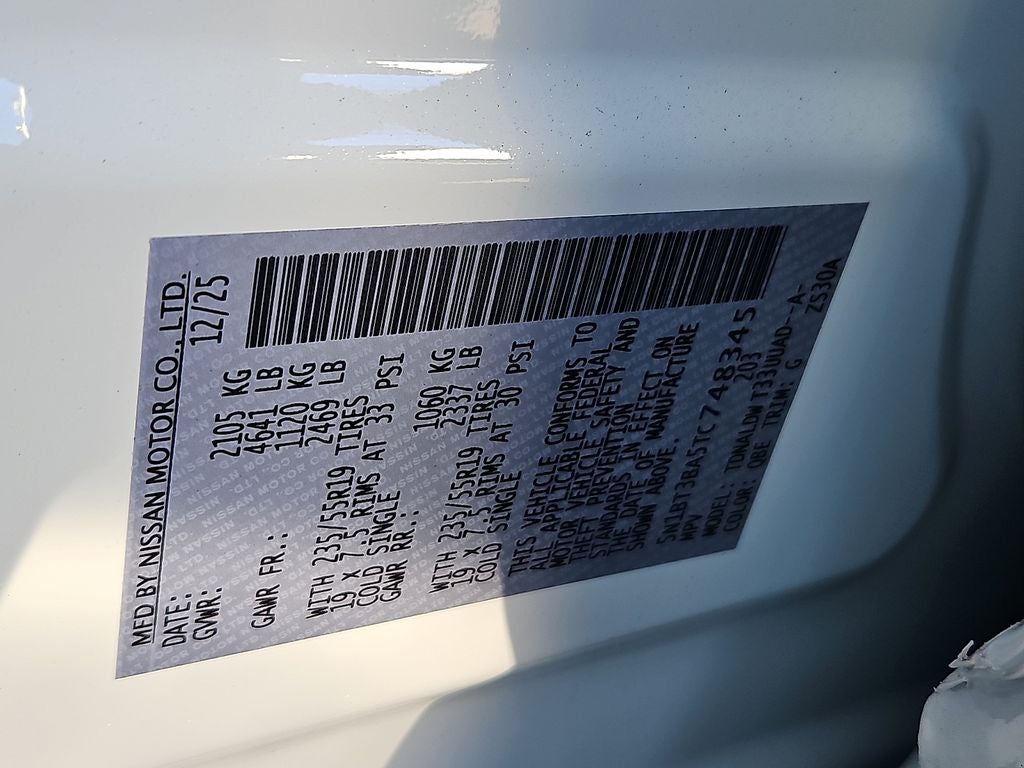 MFD BY NISSAN MOTOR CO., LTD.
DATE: 12/25
GVWR: 2105 KG
4641 LB
GAWR FR.: 1120 KG
2469 LB
WITH 235/55R19 TIRES
19 x 7.5 RIMS AT 33 PSI
COLD SINGLE
GAWR RR.: 1060 KG
2337 LB
WITH 235/55R19 TIRES
19 x 7.5 RIMS AT 30 PSI
COLD SINGLE
THIS VEHICLE CONFORMS TO
ALL APPLICABLE FEDERAL
MOTOR VEHICLE SAFETY AND
THEFT PREVENTION
STANDARDS IN EFFECT ON
THE DATE OF MANUFACTURE
SHOWN ABOVE.
5N1BT3BA5TC748345
MPV 203
MODEL:
COLOR: QBE TRIM: G ZS30A